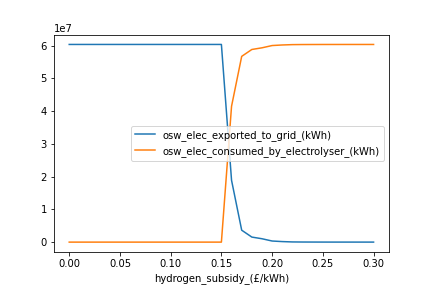 1e7
6
5
4
3
2
1
0
osw_elec_exported_to_grid_(kWh)
osw_elec_consumed_by_electrolyser_(kWh)
0.00 0.05 0.10 0.15 0.20 0.25 0.30
hydrogen_subsidy_(£/kWh)